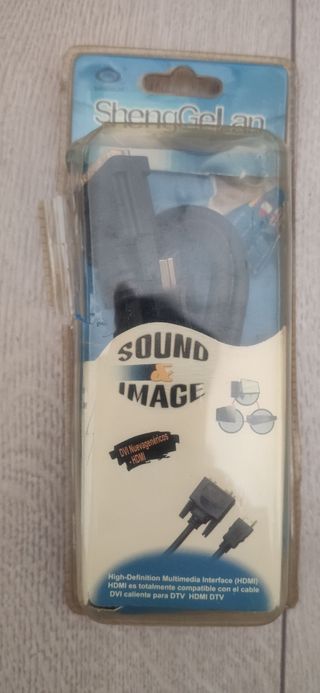 ShengGeLan
SOUND
&
IMAGE
DVI Nuevagenéricos
- HDMI
High-Definition Multimedia Interface (HDMI)
HDMI es totalmente compatible con el cable
DVI caliente para DTV HDMI DTV